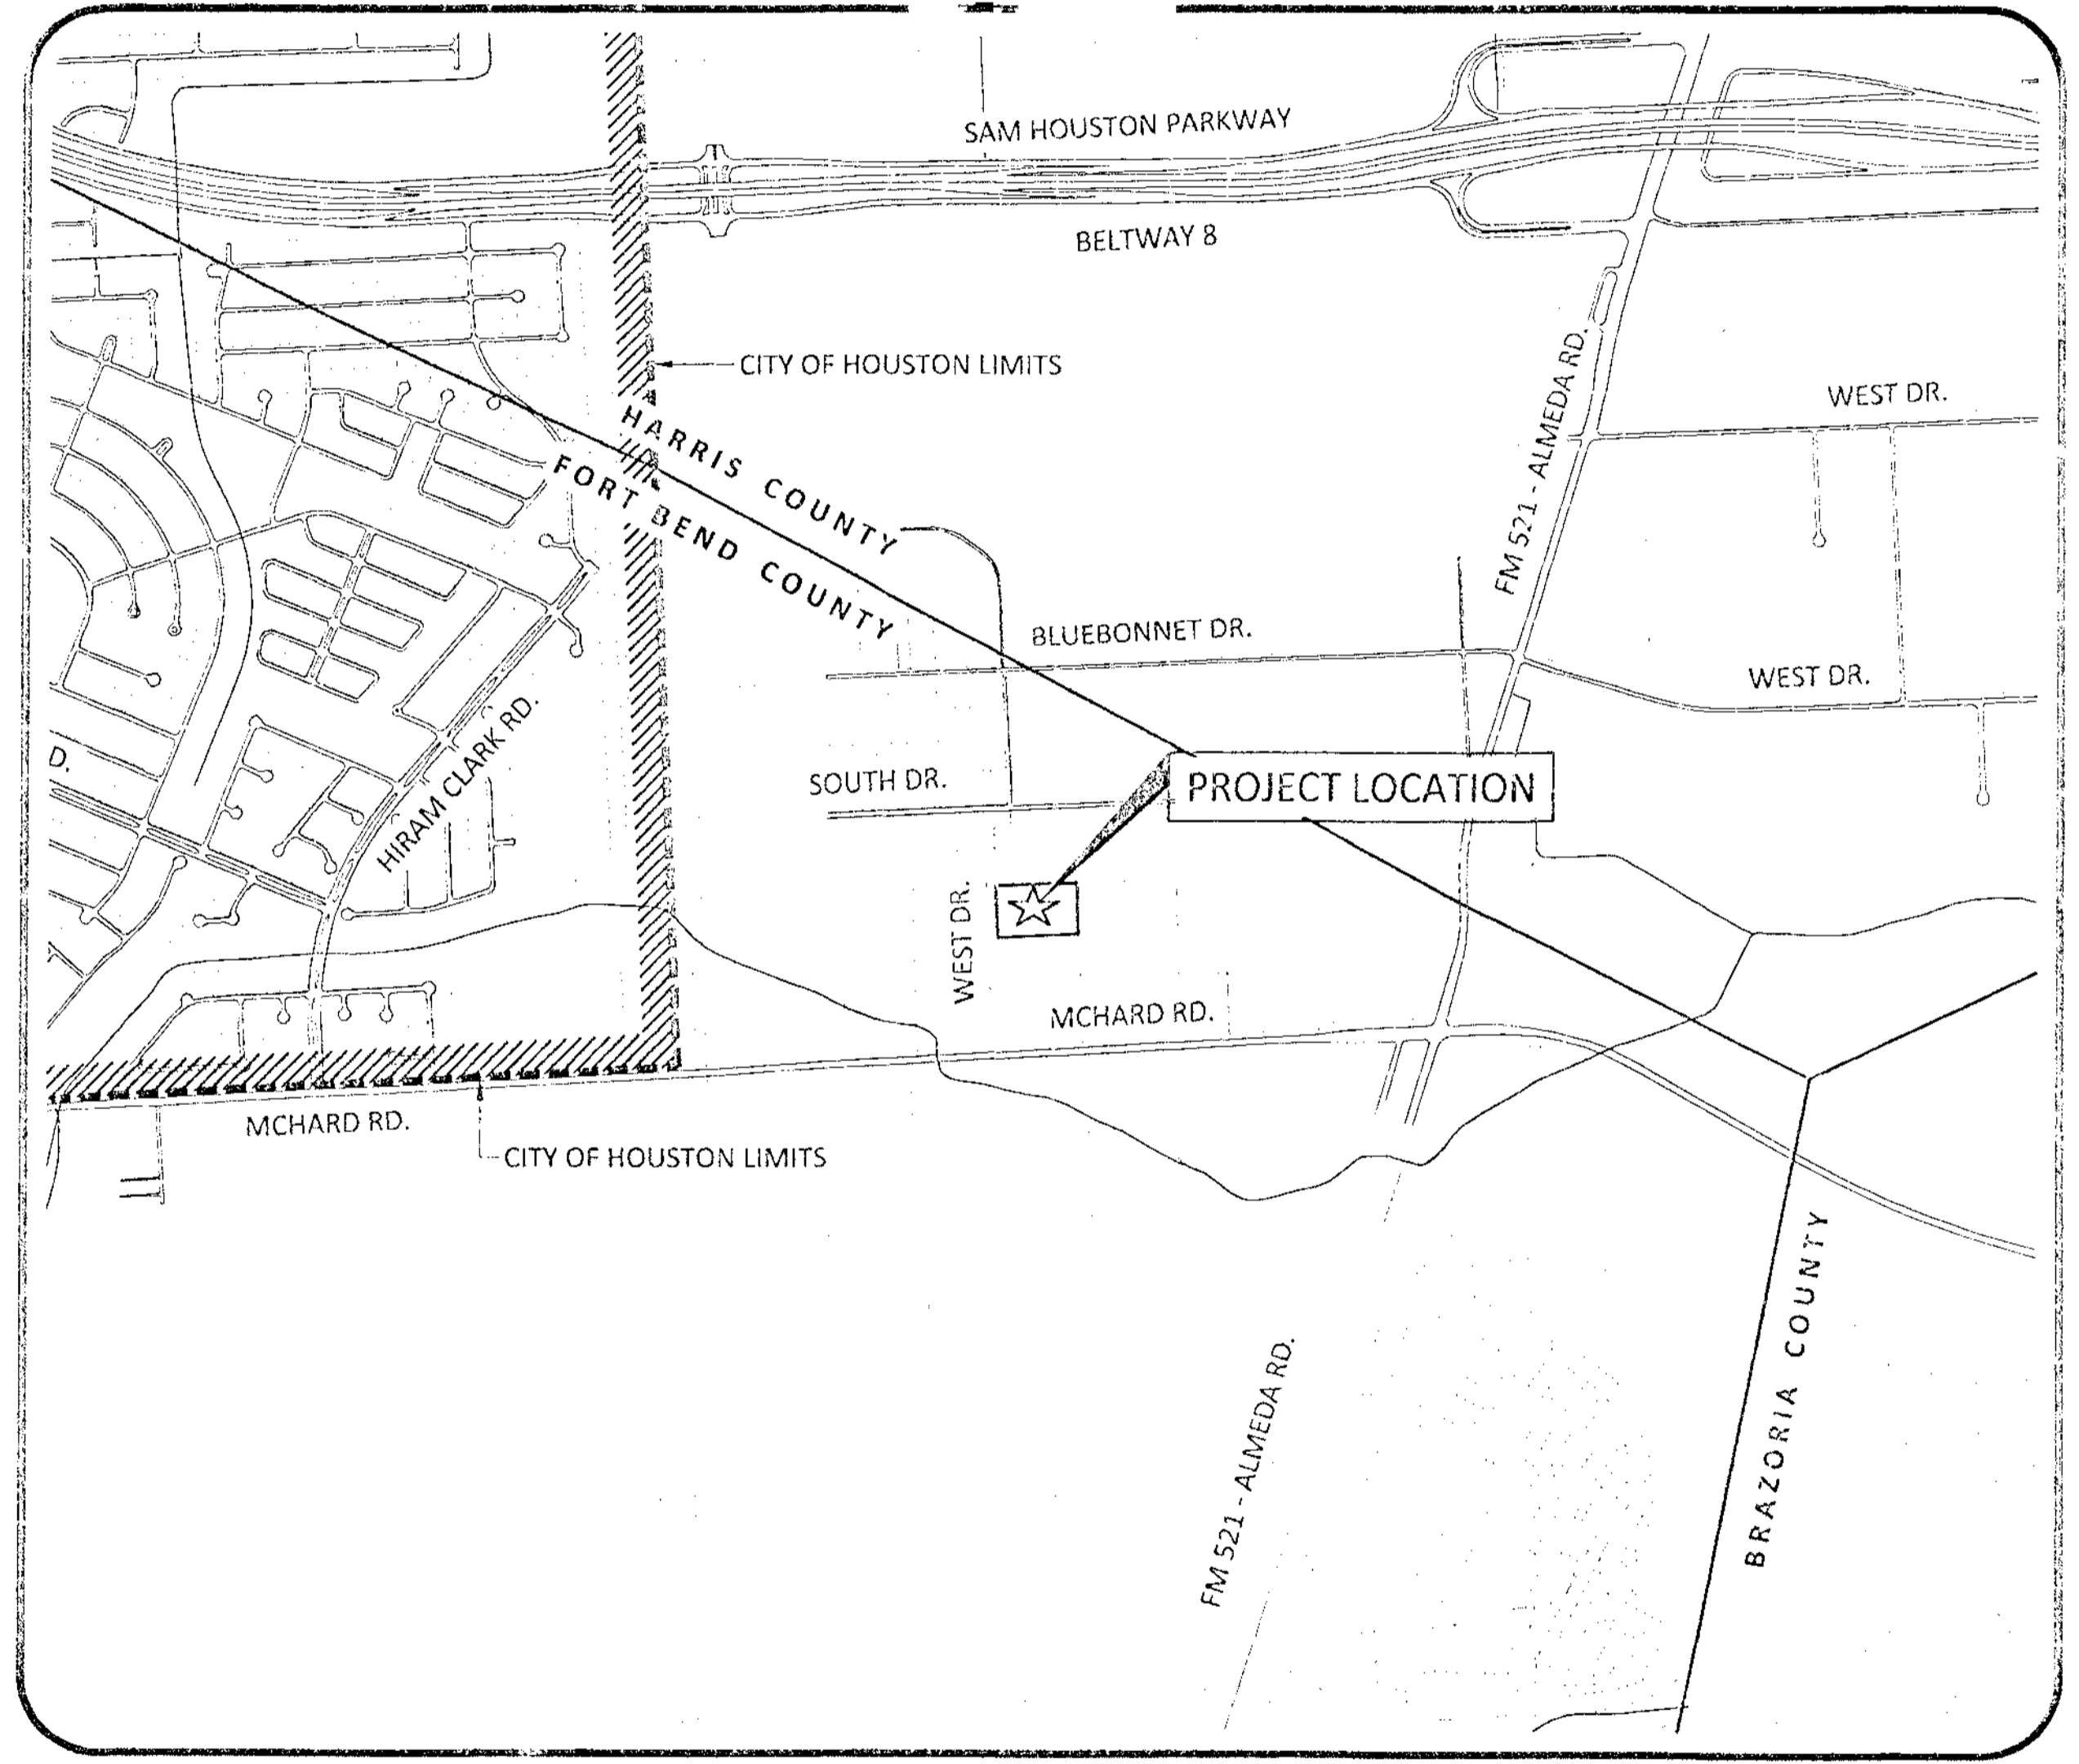 SAM HOUSTON PARKWAY
BELTWAY 8
CITY OF HOUSTON LIMITS
FM 521 - ALMEDA RD.
WEST DR.
HARRIS COUNTY
FORT BEND COUNTY
BLUEBONNET DR.
WEST DR.
HIRAM CLARK RD.
D.
SOUTH DR.
PROJECT LOCATION
WEST DR.
MCHARD RD.
MCHARD RD.
CITY OF HOUSTON LIMITS
BRAZORIA COUNTY
FM 521 - ALMEDA RD.